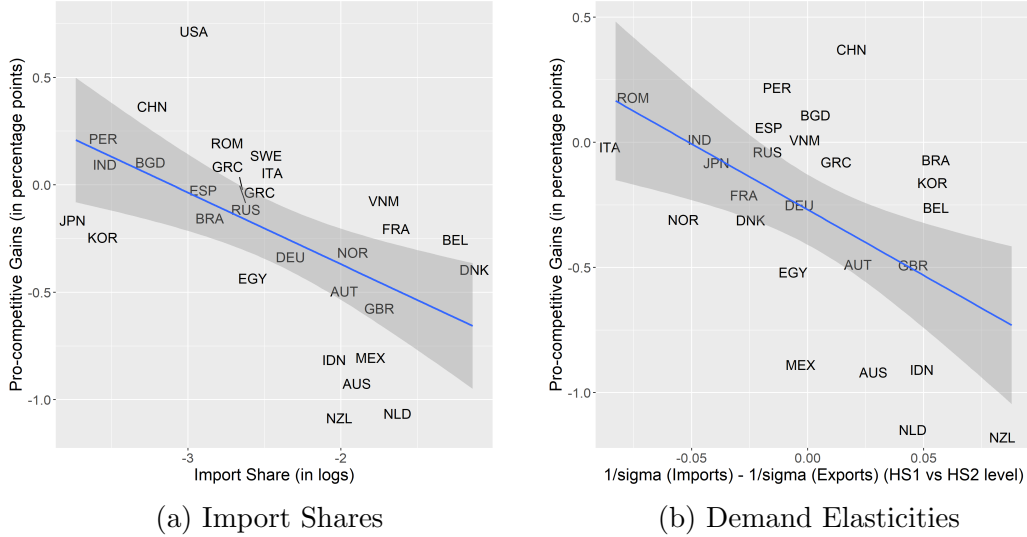 Pro-competitive Gains (in percentage points)
0.5
0.0
-0.5
-1.0
USA
CHN
PER
IND
BGD
ROM
GRC
SWE
ITA
ESP
GRC
RUS
BRA
JPN
KOR
VNM
FRA
BEL
DNK
NOR
DEU
EGY
AUT
GBR
IDN
MEX
AUS
NZL
NLD
-3
-2
Import Share (in logs)
(a) Import Shares
Pro-competitive Gains (in percentage points)
0.5
0.0
-0.5
-1.0
CHN
PER
ROM
BGD
ESP
IND
VNM
ITA
RUS
JPN
GRC
BRA
KOR
FRA
DEU
BEL
NOR
DNK
AUT
GBR
EGY
MEX
AUS
IDN
NLD
NZL
-0.05
0.00
0.05
1/sigma (Imports) - 1/sigma (Exports) (HS1 vs HS2 level)
(b) Demand Elasticities